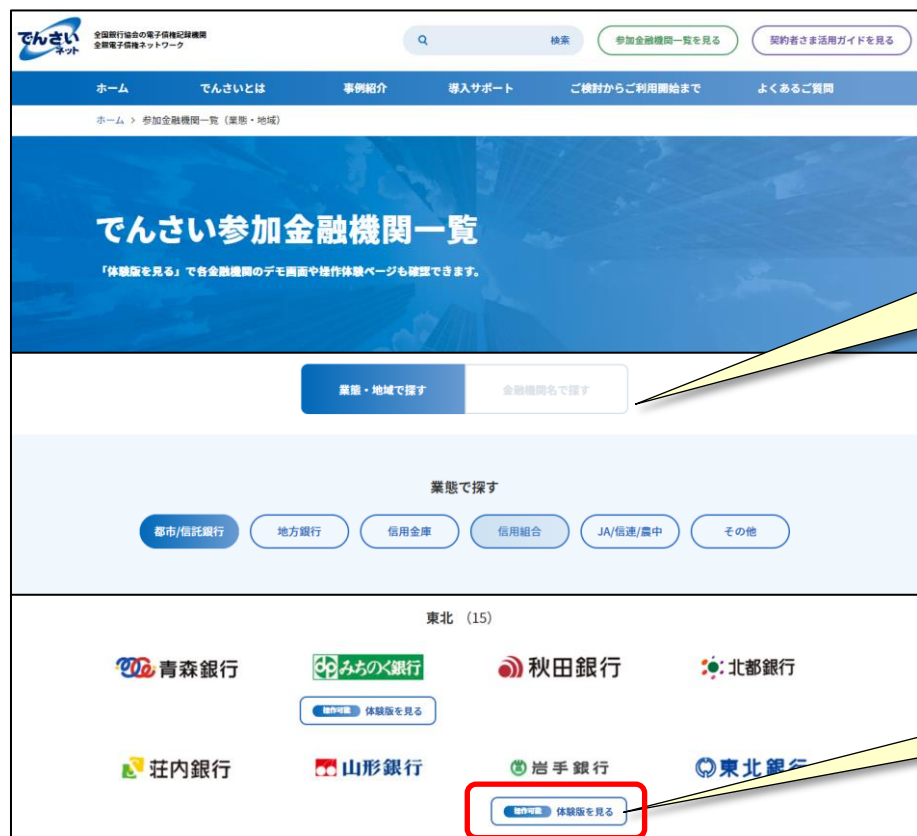 でんさいネット
全国銀行協会の電子債権記録機関
全銀電子債権ネットワーク
検索
参加金融機関一覧を見る
契約者さま活用ガイドを見る
ホーム
でんさいとは
事例紹介
導入サポート
ご検討からご利用開始まで
よくあるご質問
ホーム > 参加金融機関一覧（業態・地域）
でんさい参加金融機関一覧
「体験版を見る」で各金融機関のデモ画面や操作体験ページも確認できます。
業態・地域で探す
金融機関名で探す
業態で探す
都市/信託銀行
地方銀行
信用金庫
信用組合
JA/信連/農中
その他
東北 （15）
青森銀行
みちのく銀行
秋田銀行
北都銀行
操作可能 体験版を見る
荘内銀行
山形銀行
岩手銀行
東北銀行
操作可能 体験版を見る